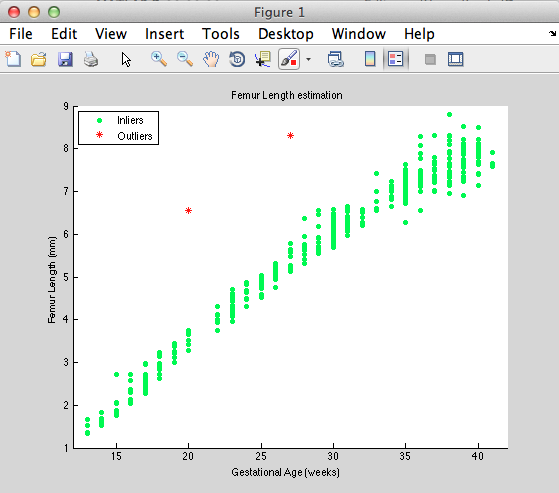 Figure 1
File Edit View Insert Tools Desktop Window Help
Femur Length estimation
Inliers
Outliers
9
8
7
6
5
4
3
2
1
Femur Length (mm)
15 20 25 30 35 40
Gestational Age (weeks)